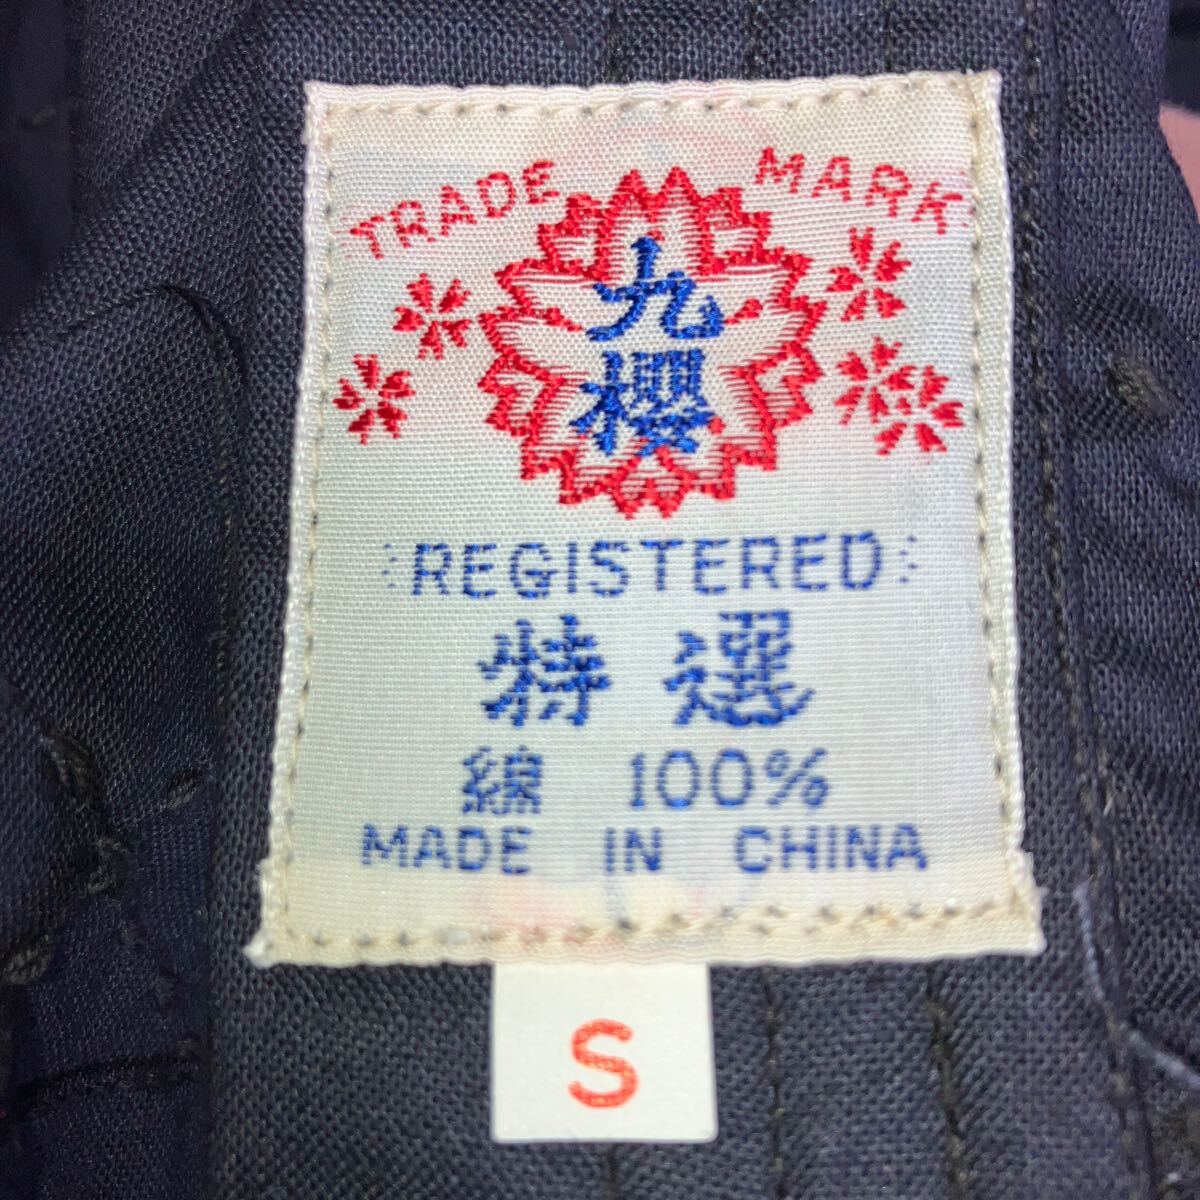 TRADE MARK
九
櫻
REGISTERED
特選
綿 100%
MADE IN CHINA
S